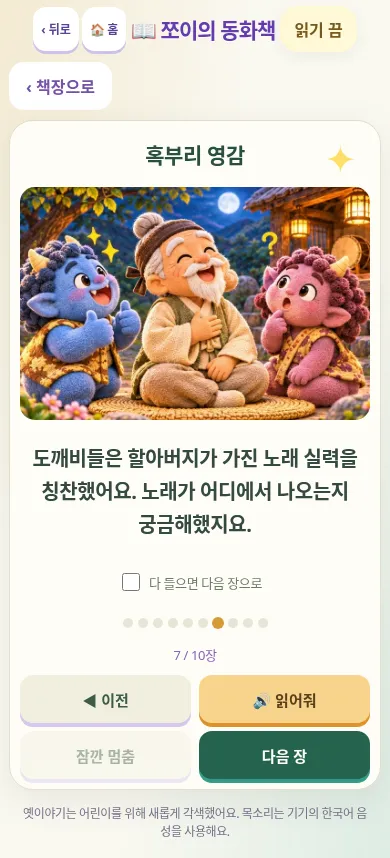 ‹ 뒤로
🏠 홈
📖 쪼이의 동화책
읽기 끔
‹ 책장으로
혹부리 영감
?
도깨비들은 할아버지가 가진 노래 실력을
칭찬했어요. 노래가 어디에서 나오는지
궁금해했지요.
다 들으면 다음 장으로
7 / 10장
◀ 이전
🔊 읽어줘
잠깐 멈춤
다음 장
옛이야기는 어린이를 위해 새롭게 각색했어요. 목소리는 기기의 한국어 음
성을 사용해요.